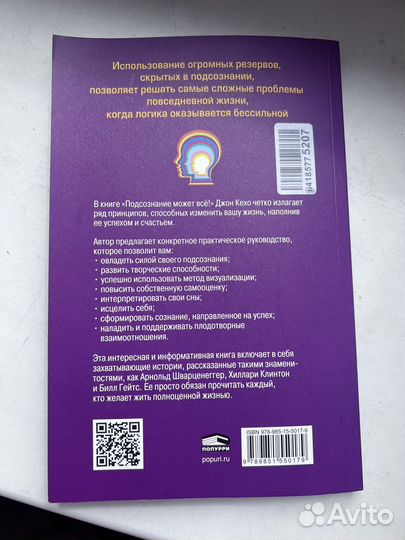 Использование огромных резервов,
скрытых в подсознании,
позволяет решать самые сложные проблемы
повседневной жизни,
когда логика оказывается бессильной
ц418577 5207
В книге «Подсознание может всё!» Джон Кехо четко излагает
ряд принципов, способных изменить вашу жизнь, наполнив
ее успехом и счастьем.
Автор предлагает конкретное практическое руководство,
которое позволит вам:
• овладеть силой своего подсознания;
• развить творческие способности;
• успешно использовать метод визуализации;
• повысить собственную самооценку;
• интерпретировать свои сны;
• исцелить себя;
• сформировать сознание, направленное на успех;
• наладить и поддерживать плодотворные
взаимоотношения.
Эта интересная и информативная книга включает в себя
захватывающие истории, рассказанные такими знамени-
тостями, как Арнольд Шварценеггер, Хиллари Клинтон
и Билл Гейтс. Ее просто обязан прочитать каждый,
кто желает жить полноценной жизнью.
ПОПУРРИ
popuri.ru
ISBN 978-985-15-5017-9
9 789851 550179
Avito